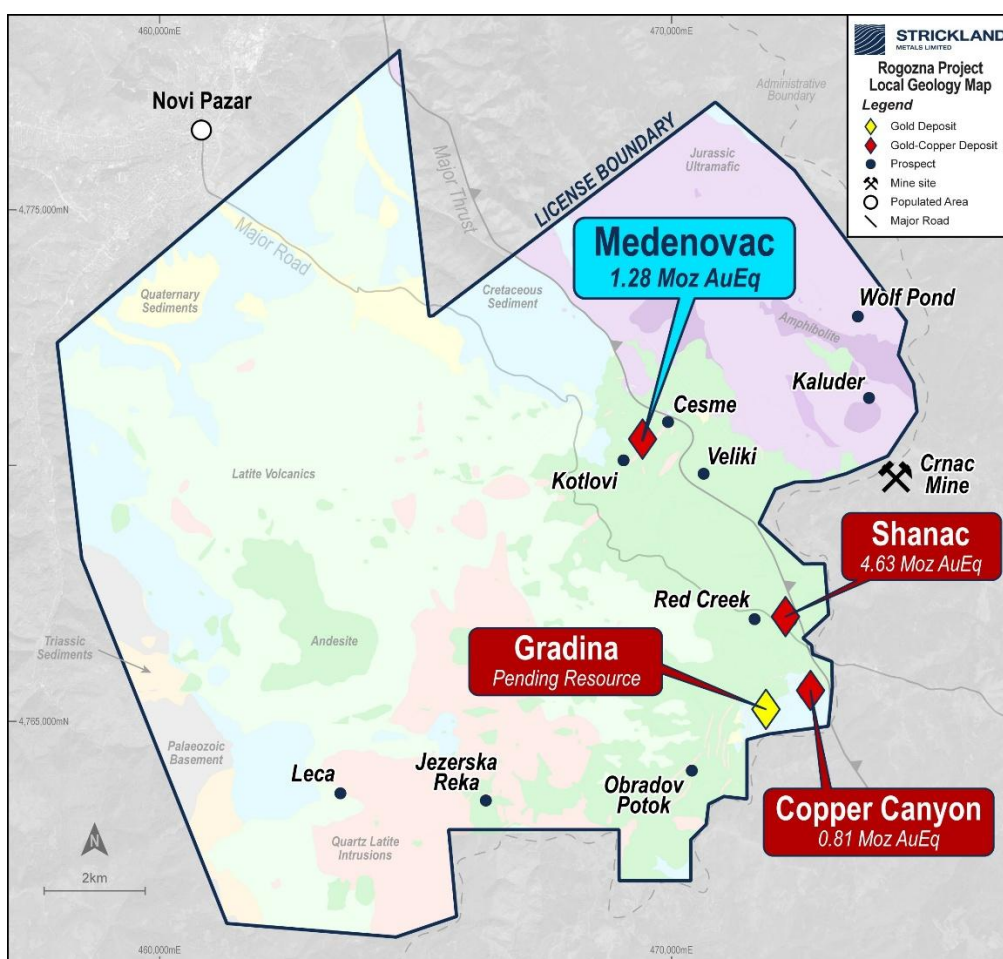 460,000mE
470,000mE
STRICKLAND
METALS LIMITED
Rogozna Project
Local Geology Map
Legend
Gold Deposit
Gold-Copper Deposit
Prospect
Mine site
Populated Area
Major Road
Administrative
Boundary
Novi Pazar
Major Thrust
LICENSE BOUNDARY
Jurassic
Ultramafic
4,775,000mN
Major Road
Medenovac
1.28 Moz AuEq
Quaternary
Sediments
Cretaceous
Sediment
Wolf Pond
Amphibolite
Kaluder
Cesme
Kotlovi
Veliki
Latite Volcanics
Crnac
Mine
Shanac
4.63 Moz AuEq
Red Creek
Andesite
Triassic
Sediments
Gradina
Pending Resource
4,765,000mN
Palaeozoic
Basement
Leca
Jezerska
Reka
Obradov
Potok
Copper Canyon
0.81 Moz AuEq
Quartz Latite
Intrusions
N
2km
460,000mE
470,000mE